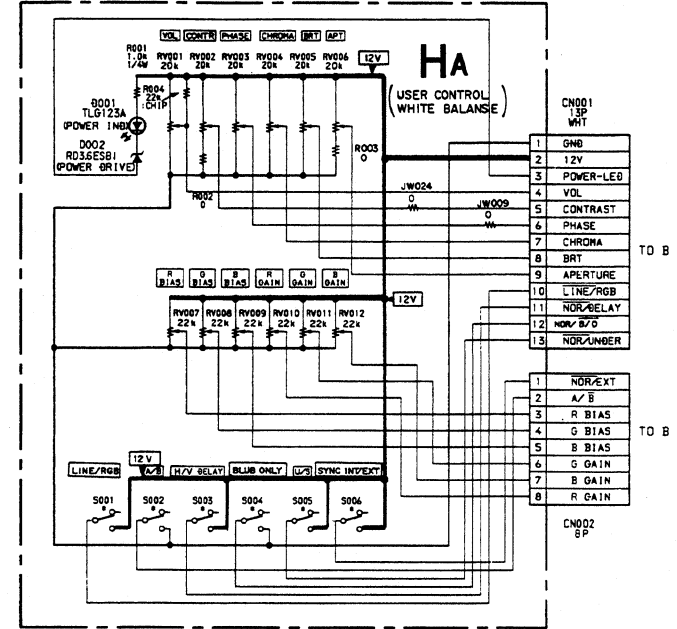 VOL CONTR PHASE CHROMA BRT APT
R001
1.0k
1/4W
RV001 RV002 RV003 RV004 RV005 RV006
20k 20k 20k 20k 20k 20k
12V
HA
(USER CONTROL
WHITE BALANSE)
R004
22k
:CHIP
D001
TLG123A
(POWER IND)
D002
RD3.6ESB1
(POWER DRIVE)
R003
0
R002
0
JW024
0
JW009
0
CN001
13P
WHT
1 GND
2 12V
3 POWER-LED
4 VOL
5 CONTRAST
6 PHASE
7 CHROMA
8 BRT
9 APERTURE
10 LINE/RGB
11 NOR/DELAY
12 NOR/B/O
13 NOR/UNDER
TO B
R BIAS G BIAS B BIAS R GAIN G GAIN B GAIN
12V
RV007 RV008 RV009 RV010 RV011 RV012
22k 22k 22k 22k 22k 22k
1 NOR/EXT
2 A/B
3 R BIAS
4 G BIAS
5 B BIAS
6 G GAIN
7 B GAIN
8 R GAIN
TO B
CN002
8P
12V
LINE/RGB A/B H/V DELAY BLUB ONLY U/S SYNC INT/EXT
S001 S002 S003 S004 S005 S006